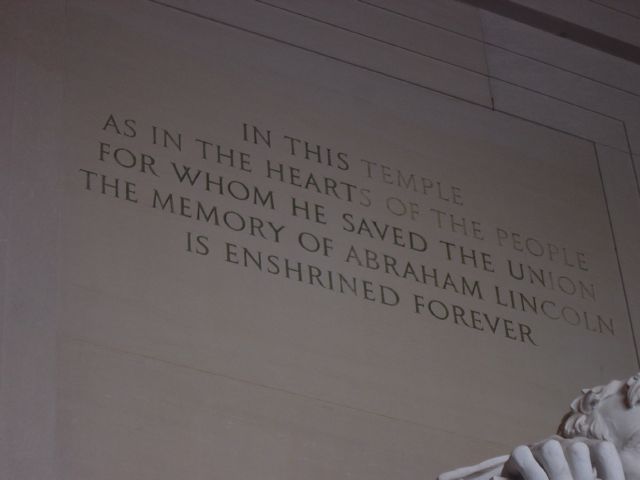 IN THIS TEMPLE
AS IN THE HEARTS OF THE PEOPLE
FOR WHOM HE SAVED THE UNION
THE MEMORY OF ABRAHAM LINCOLN
IS ENSHRINED FOREVER